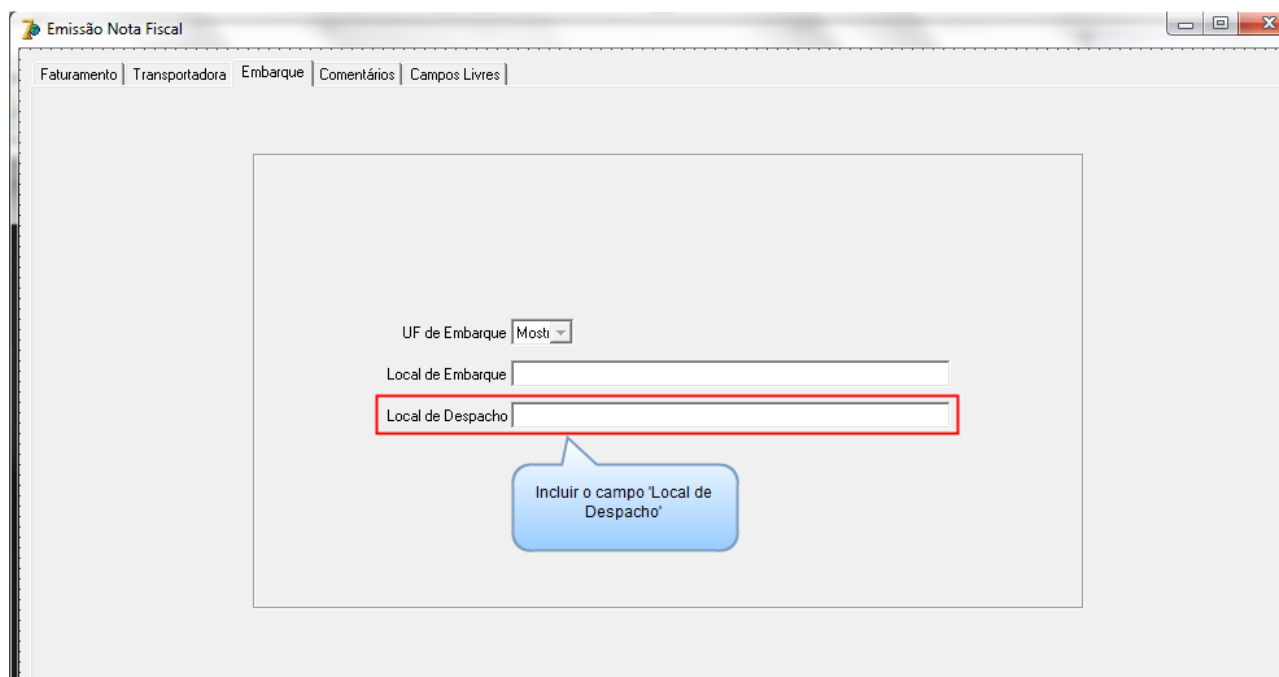 Emissão Nota Fiscal
Faturamento Transportadora Embarque Comentários Campos Livres
UF de Embarque Mostr
Local de Embarque
Local de Despacho
Incluir o campo 'Local de
Despacho'